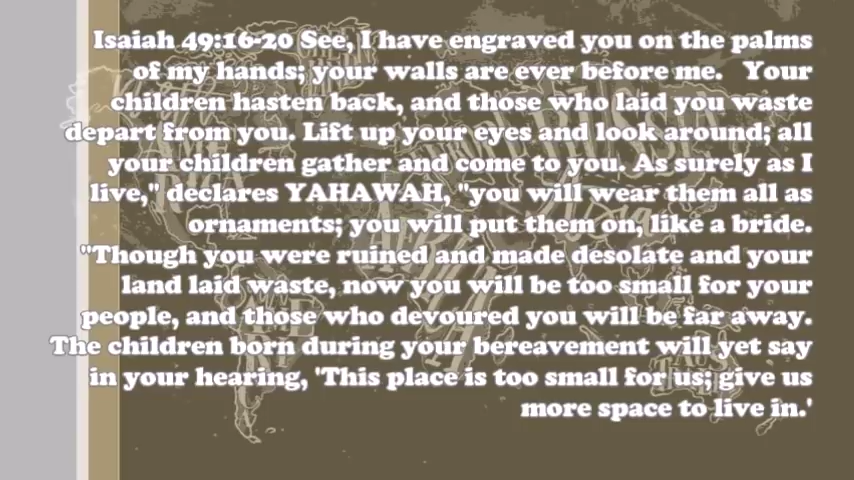 Isaiah 49:16-20 See, I have engraved you on the palms
of my hands; your walls are ever before me. Your
children hasten back, and those who laid you waste
depart from you. Lift up your eyes and look around; all
your children gather and come to you. As surely as I
live," declares YAHAWAH, "you will wear them all as
ornaments; you will put them on, like a bride.
"Though you were ruined and made desolate and your
land laid waste, now you will be too small for your
people, and those who devoured you will be far away.
The children born during your bereavement will yet say
in your hearing, 'This place is too small for us; give us
more space to live in.'